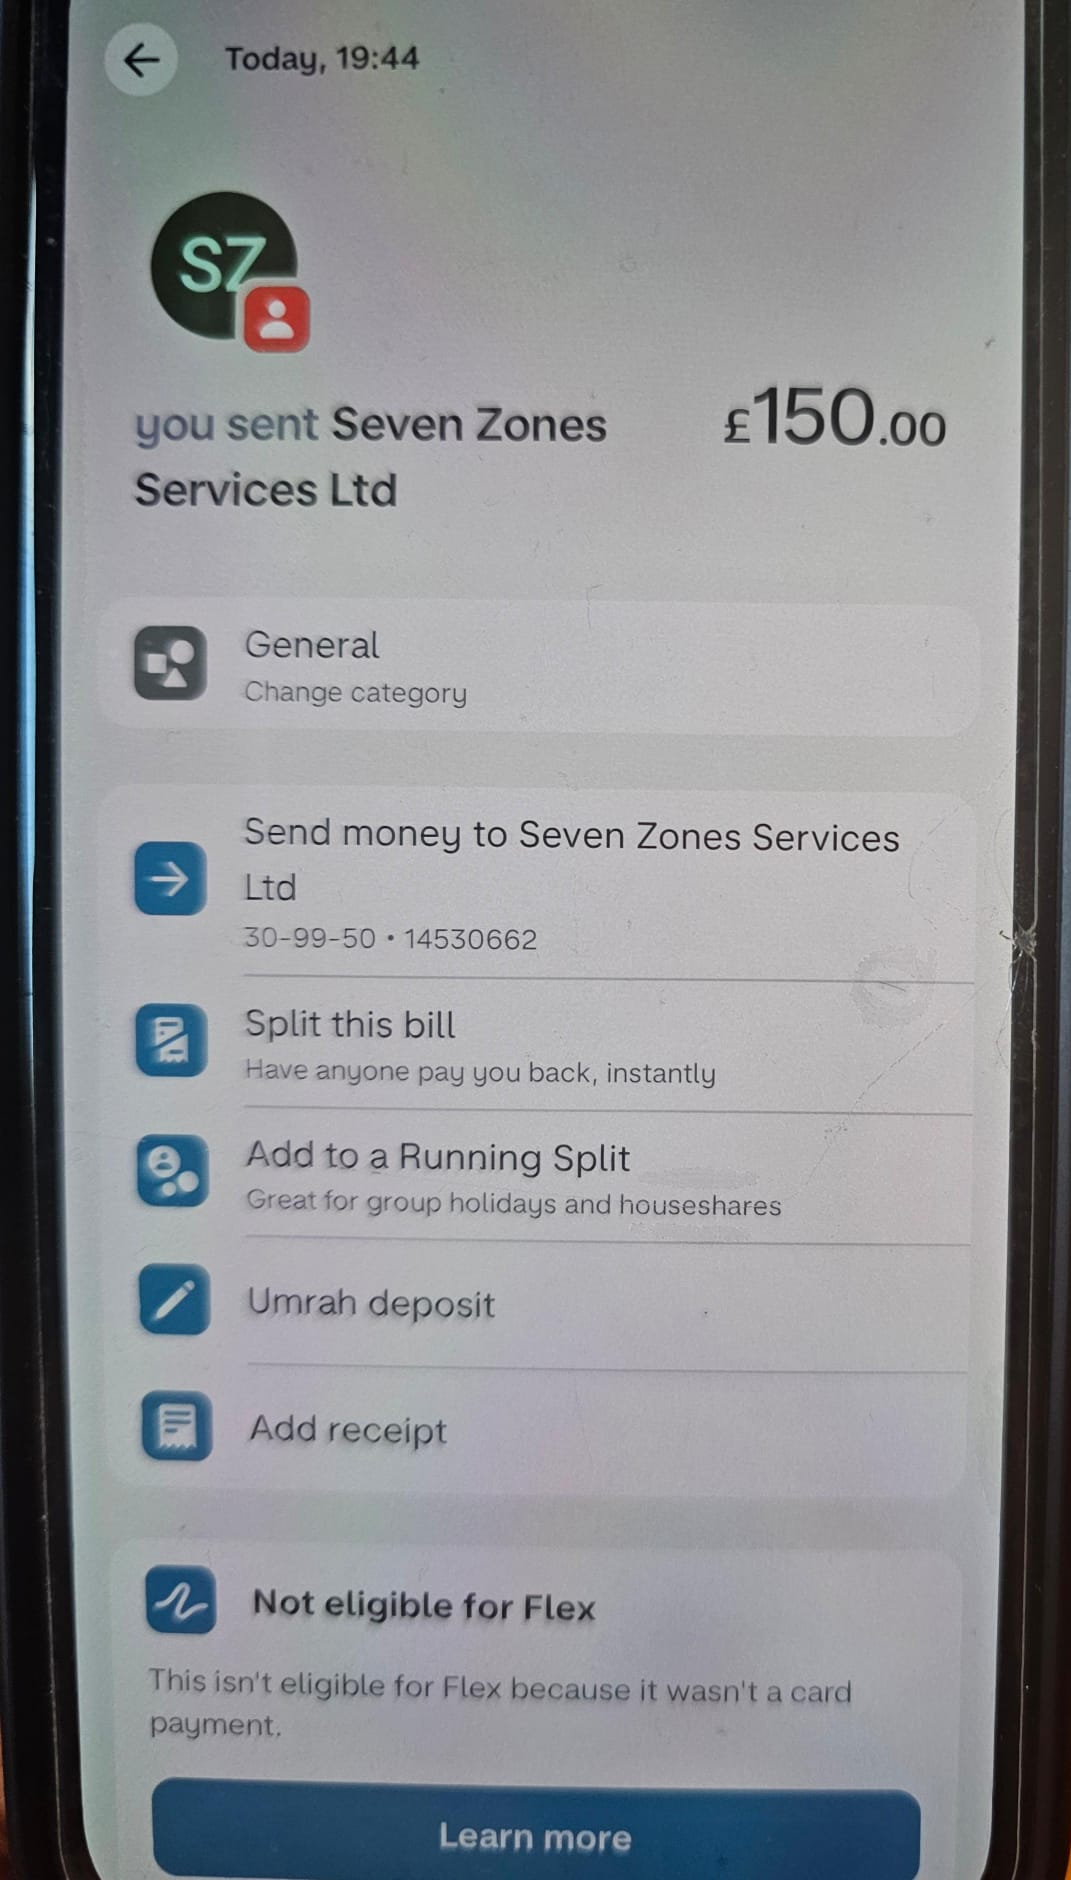 Today, 19:44
SZ
you sent Seven Zones
Services Ltd
£150.00
General
Change category
Send money to Seven Zones Services
Ltd
30-99-50 • 14530662
Split this bill
Have anyone pay you back, instantly
Add to a Running Split
Great for group holidays and houseshares
Umrah deposit
Add receipt
Not eligible for Flex
This isn't eligible for Flex because it wasn't a card
payment.
Learn more